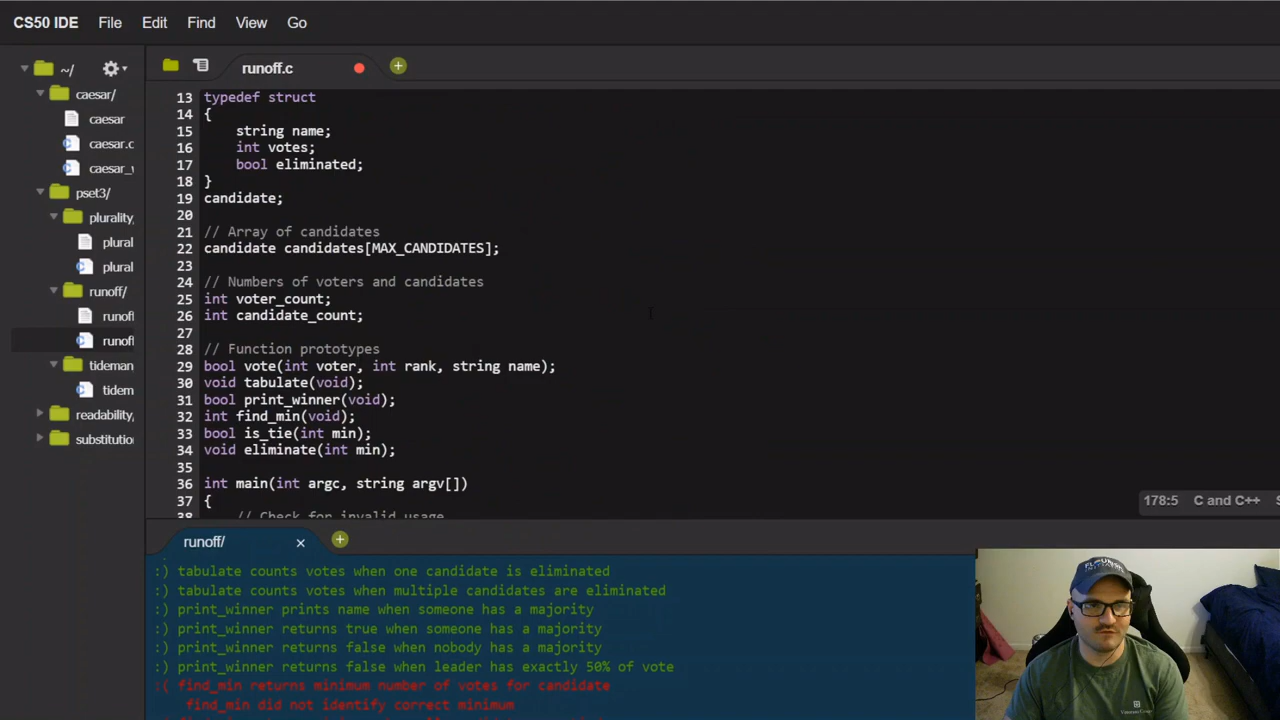 CS50 IDE File Edit Find View Go
~/
caesar/
caesar
caesar.c
caesar_
pset3/
plurality
plural
plural
runoff/
runof
runof
tideman
tidem
readability,
substitutio
runoff.c
13 typedef struct
14 {
15 string name;
16 int votes;
17 bool eliminated;
18 }
19 candidate;
20
21 // Array of candidates
22 candidate candidates[MAX_CANDIDATES];
23
24 // Numbers of voters and candidates
25 int voter_count;
26 int candidate_count;
27
28 // Function prototypes
29 bool vote(int voter, int rank, string name);
30 void tabulate(void);
31 bool print_winner(void);
32 int find_min(void);
33 bool is_tie(int min);
34 void eliminate(int min);
35
36 int main(int argc, string argv[])
37 {
38 // Check for invalid usage
178:5 C and C++ S
runoff/
:) tabulate counts votes when one candidate is eliminated
:) tabulate counts votes when multiple candidates are eliminated
:) print_winner prints name when someone has a majority
:) print_winner returns true when someone has a majority
:) print_winner returns false when nobody has a majority
:) print_winner returns false when leader has exactly 50% of vote
:( find_min returns minimum number of votes for candidate
find_min did not identify correct minimum